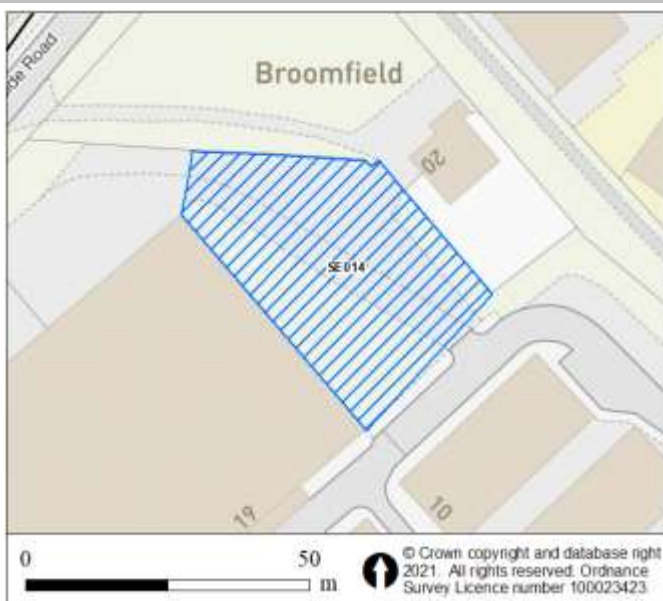 de Road
Broomfield
20
SE014
19
10
0 50
m
© Crown copyright and database right
2021. All rights reserved. Ordnance
Survey Licence number 100023423